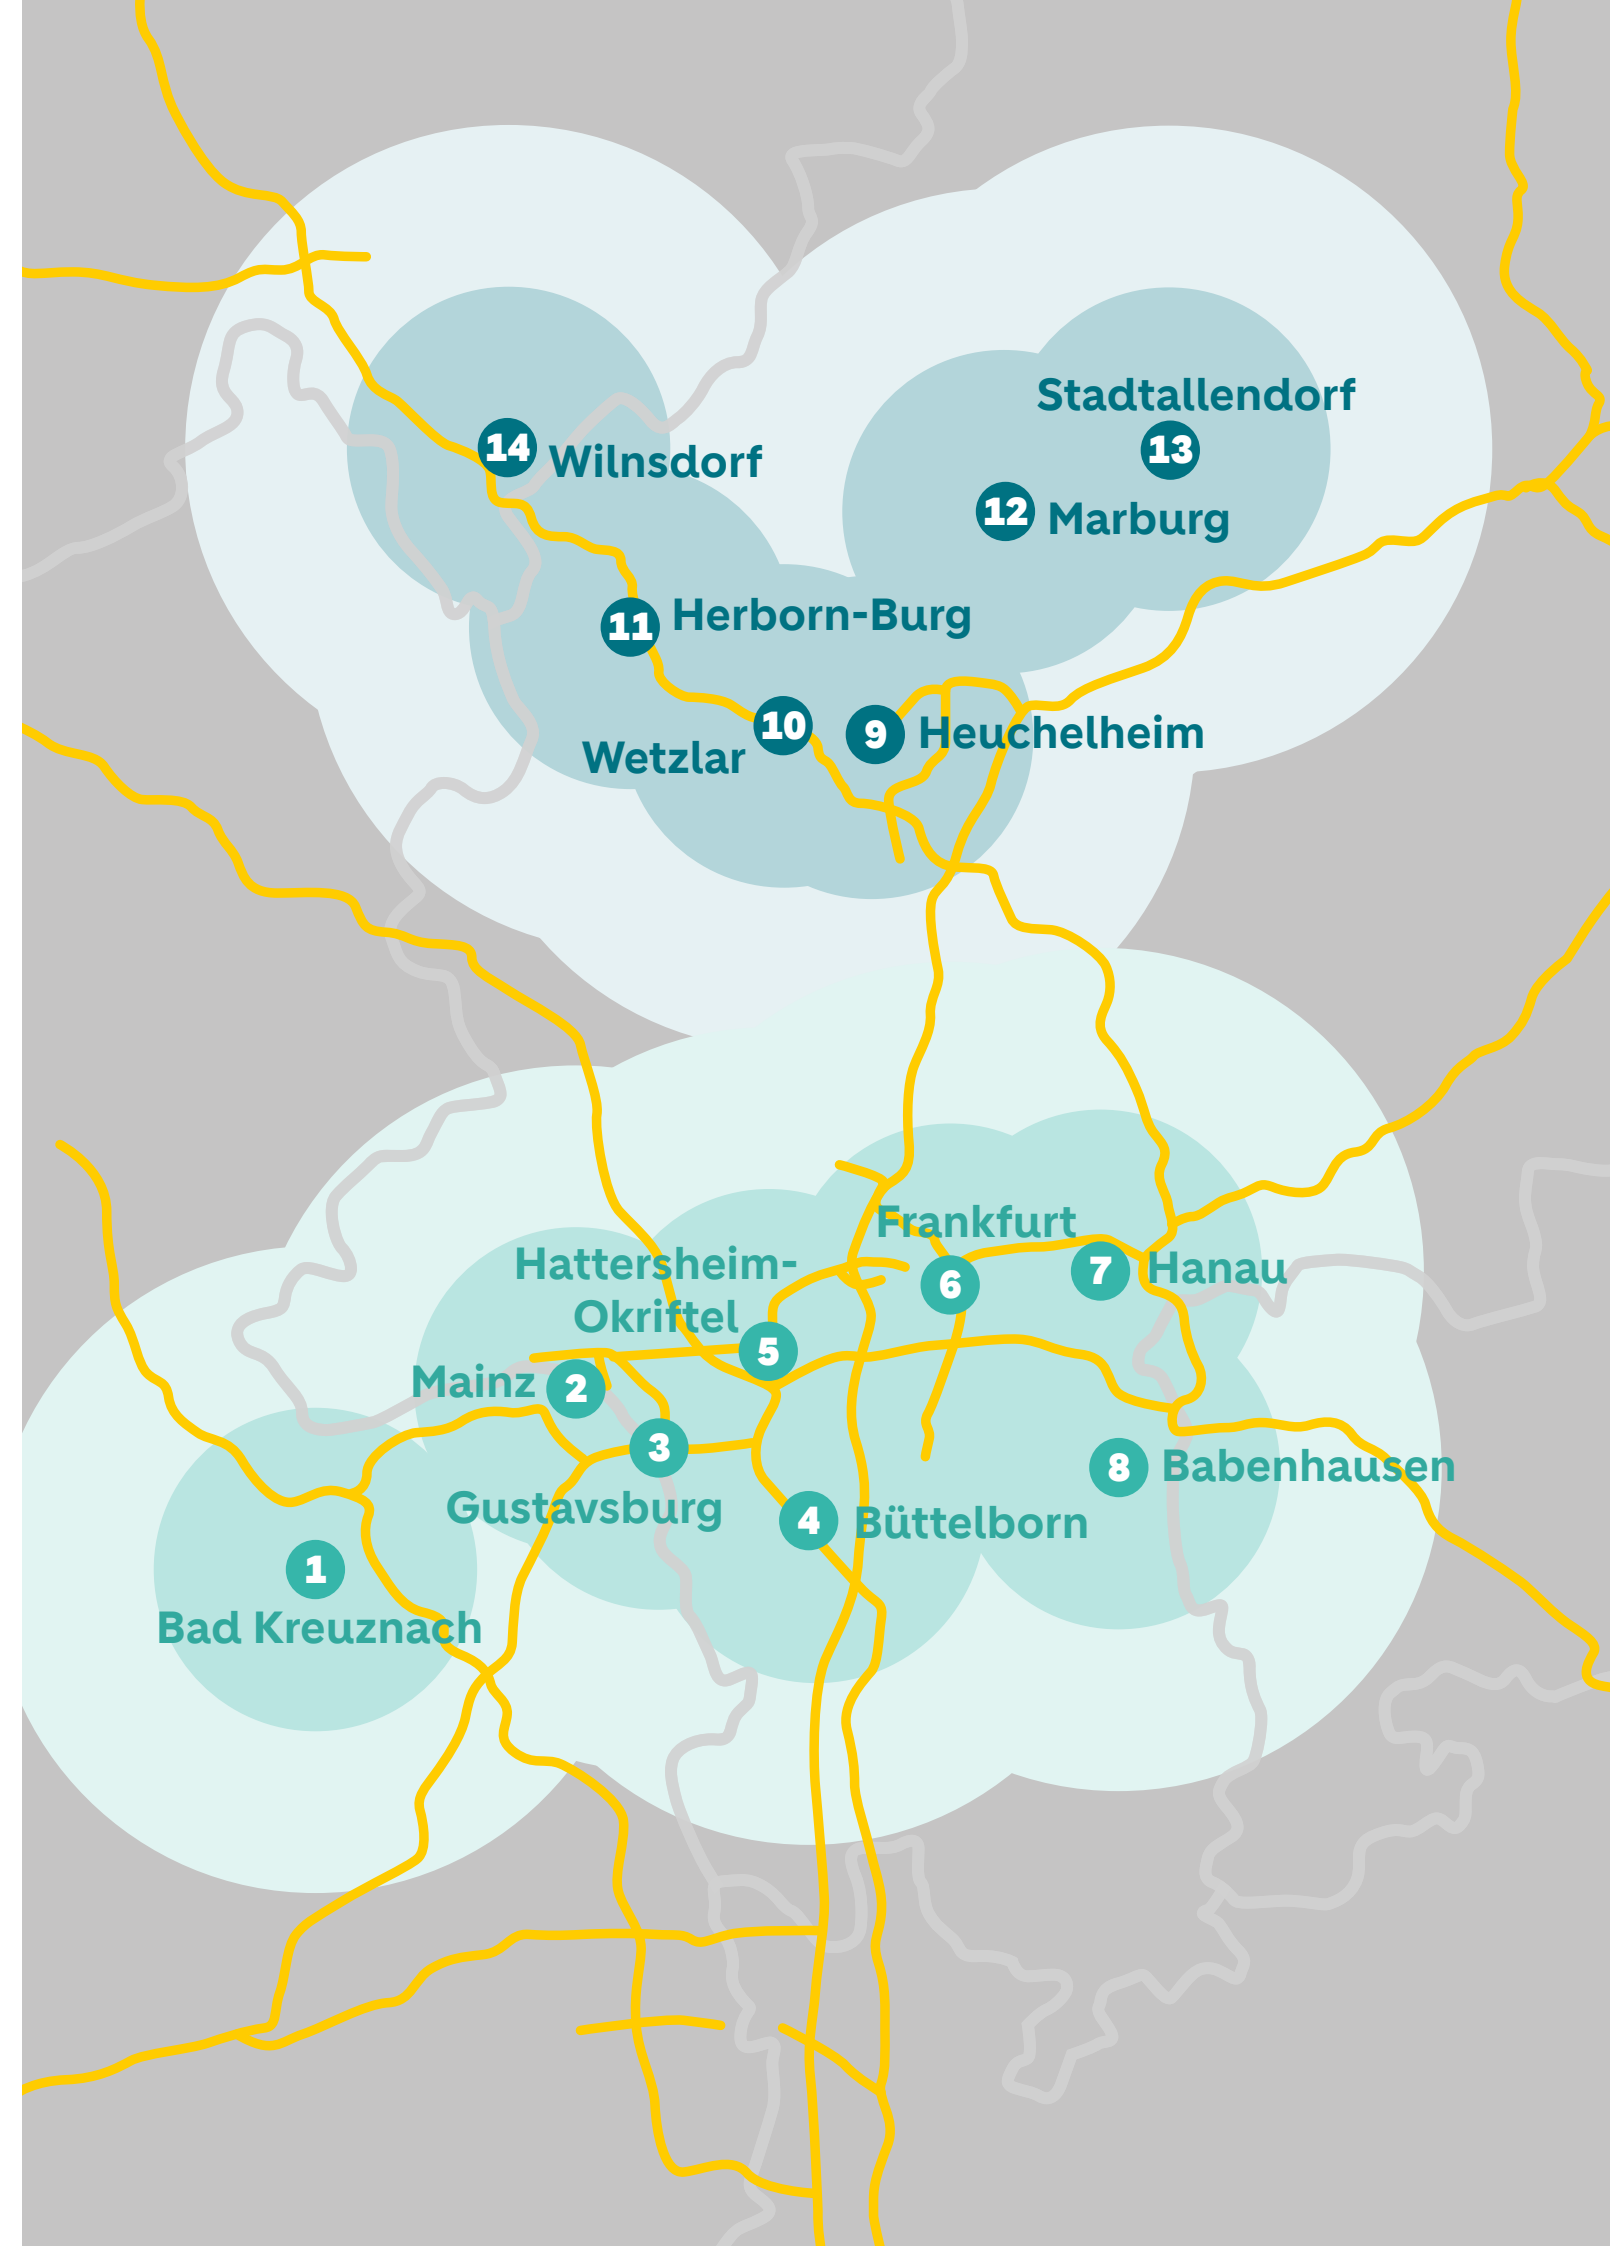 Stadtallendorf
13
14
Wilnsdorf
12
Marburg
11
Herborn-Burg
10
9
Heuchelheim
Wetzlar
Frankfurt
Hattersheim-
Okriftel
6
7
Hanau
5
Mainz
2
3
8
Babenhausen
Gustavsburg
4
Büttelborn
1
Bad Kreuznach